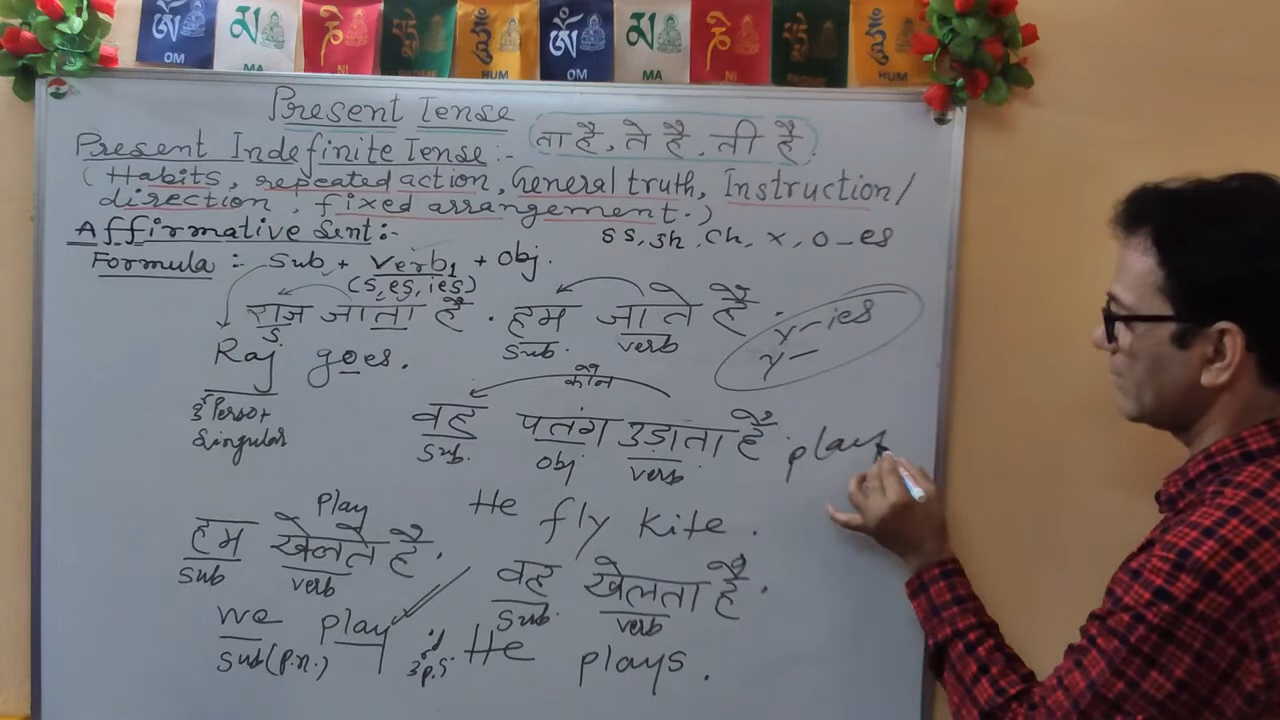 OM MA NI PADME HUM OM MA NI PADME HUM
Present Tense
Present Indefinite Tense:- ता है, ते है, ती है
(Habits, repeated action, General truth, Instruction/
direction, fixed arrangement.)
Affirmative Sent:- ss, sh, ch, x, o - es
Formula :- Sub + Verb1 + Obj.
(s, es, ies)
राज जाता है. हम जाते है.
S sub. verb
y - ies
y -
Raj goes.
3rd Person
Singular
कौन
वह पतंग उड़ाता है. play
sub. obj verb
He fly kite.
Play
हम खेलते है.
sub verb
वह खेलता है.
Sub. verb
we play
sub (p.n.)
3rd p.s.
He plays.